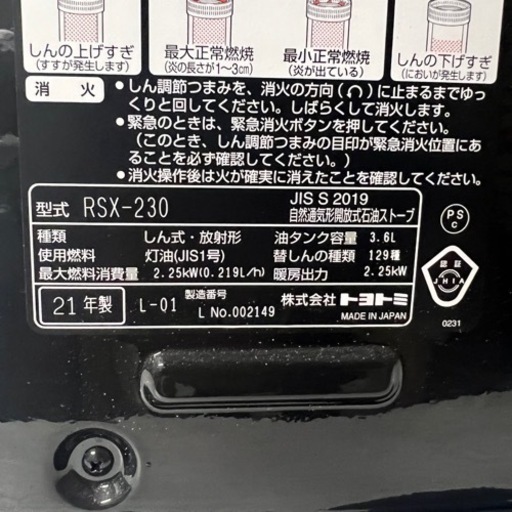 しんの上げすぎ
(すすが発生します)
最大正常燃焼
(炎の長さが1〜3cm)
最小正常燃焼
(炎が出ている)
しんの下げすぎ
(においが発生します)
消火
●しん調節つまみを、消火の方向(∩)に止まるまでゆっ
くりと回してください。しばらくして消火します。
●緊急のときは、緊急消火ボタンを押してください。
(このとき、しん調節つまみの目印が緊急消火位置にあ
ることを必ず確認してください。)
●消火操作後は火が確実に消えたことを確認してください。
型式 RSX-230
JIS S 2019
自然通気形開放式石油ストーブ
種類 しん式・放射形 油タンク容量 3.6L
使用燃料 灯油(JIS1号) 替しんの種類 129種
最大燃料消費量 2.25kW(0.219L/h) 暖房出力 2.25kW
21年製 L-01 製造番号
L No.002149
株式会社トヨトミ
MADE IN JAPAN
PS
C
認証
JHIA
0231